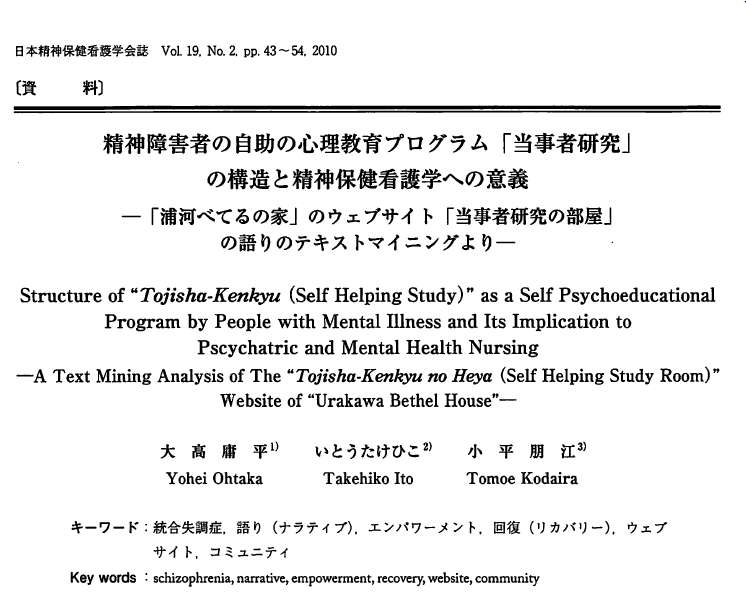 日本精神保健看護学会誌 Vol. 19, No. 2, pp. 43～54, 2010
〔資 料〕
精神障害者の自助の心理教育プログラム「当事者研究」
の構造と精神保健看護学への意義
―「浦河べてるの家」のウェブサイト「当事者研究の部屋」
の語りのテキストマイニングより―
Structure of “Tojisha-Kenkyu (Self Helping Study)” as a Self Psychoeducational
Program by People with Mental Illness and Its Implication to
Pscychatric and Mental Health Nursing
―A Text Mining Analysis of The “Tojisha-Kenkyu no Heya (Self Helping Study Room)”
Website of “Urakawa Bethel House”―
大 高 庸 平1) いとうたけひこ2) 小 平 朋 江3)
Yohei Ohtaka Takehiko Ito Tomoe Kodaira
キーワード：統合失調症，語り（ナラティブ），エンパワーメント，回復（リカバリー），ウェブ
サイト，コミュニティ
Key words : schizophrenia, narrative, empowerment, recovery, website, community